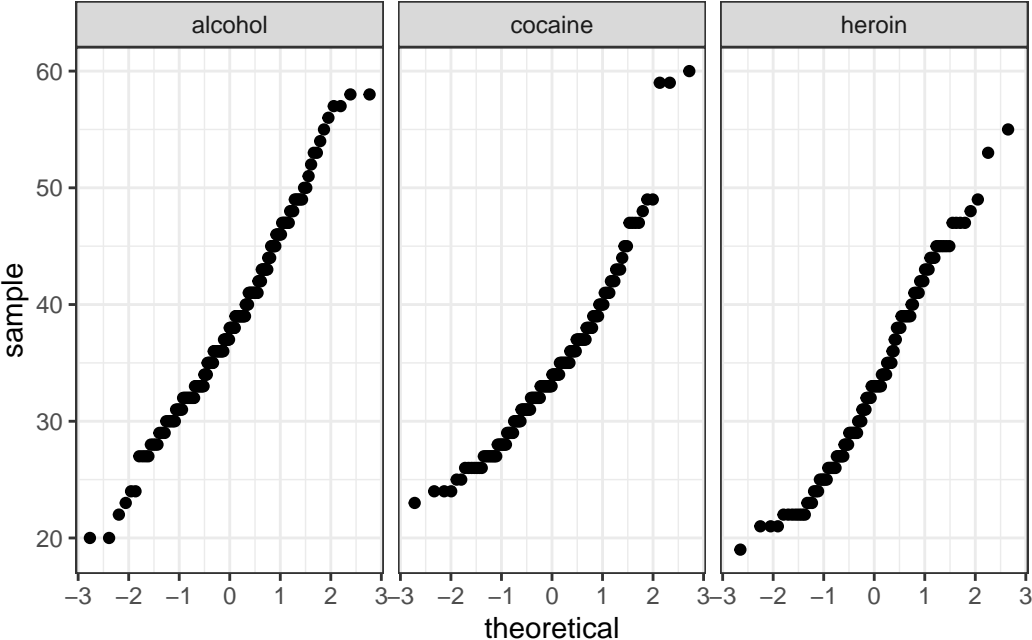 alcohol cocaine heroin
60
50
40
30
20
sample
–3 –2 –1 0 1 2 3 –3 –2 –1 0 1 2 3 –3 –2 –1 0 1 2 3
theoretical